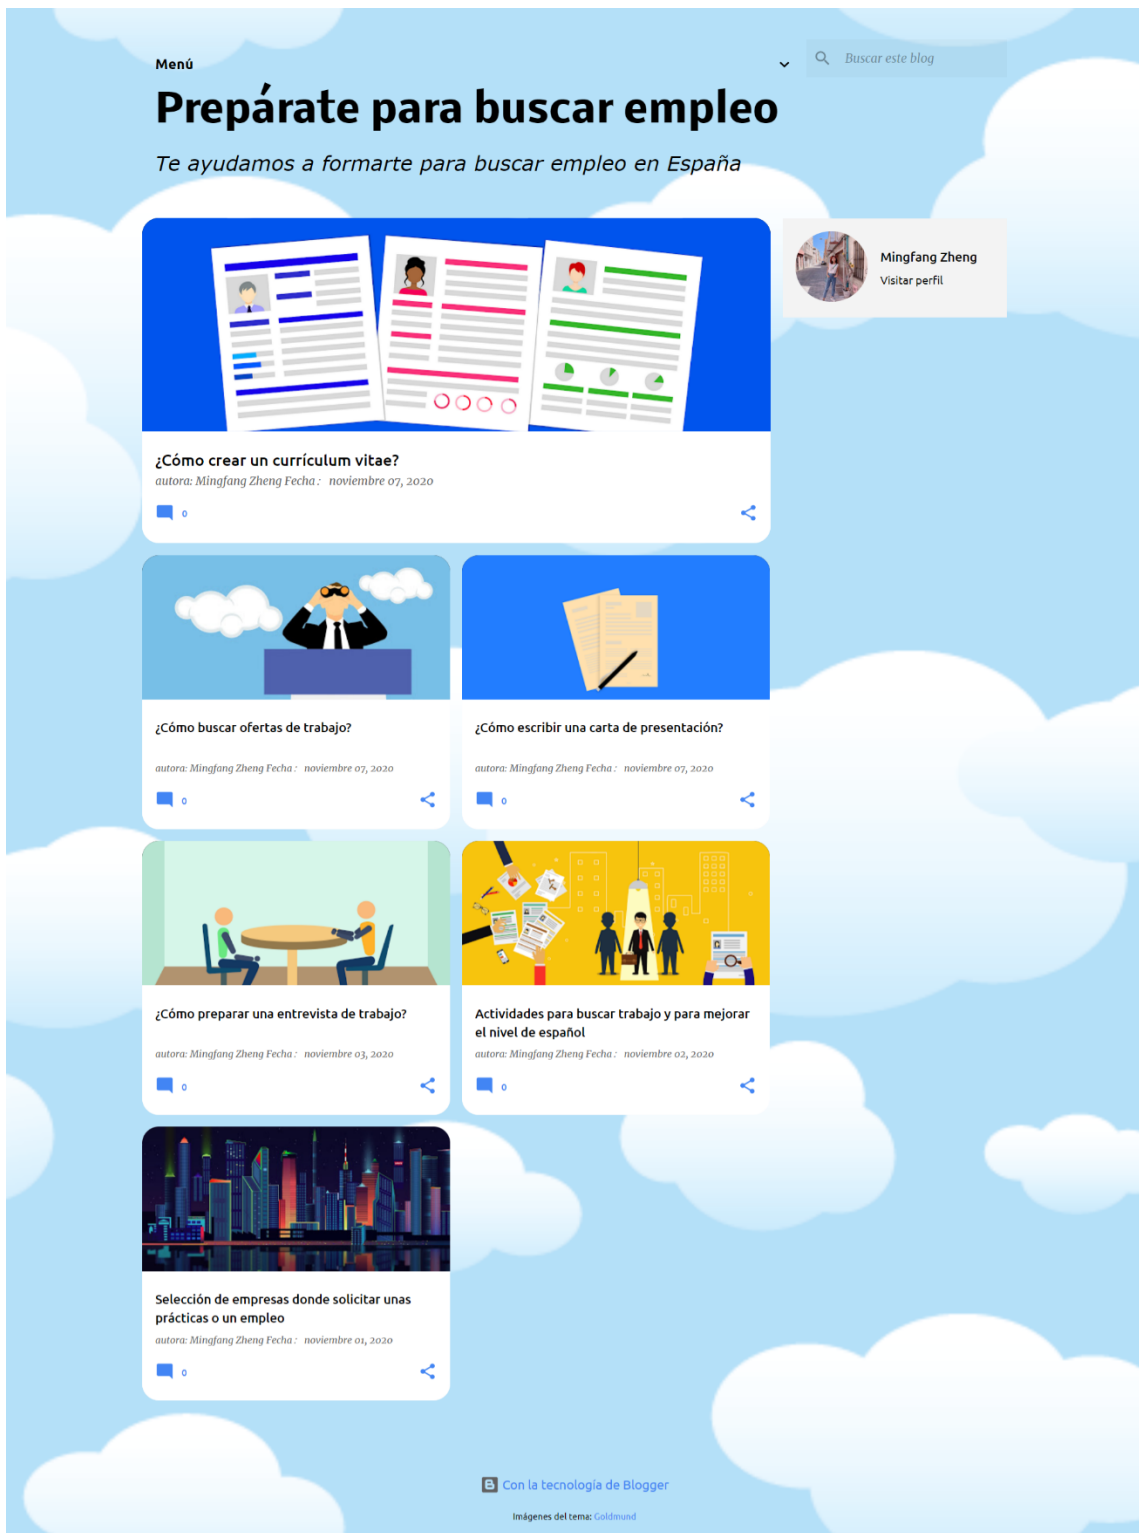 Menú
Buscar este blog
Prepárate para buscar empleo
Te ayudamos a formarte para buscar empleo en España
Mingfang Zheng
Visitar perfil
¿Cómo crear un currículum vitae?
autora: Mingfang Zheng Fecha : noviembre 07, 2020
0
¿Cómo buscar ofertas de trabajo?
autora: Mingfang Zheng Fecha : noviembre 07, 2020
0
¿Cómo escribir una carta de presentación?
autora: Mingfang Zheng Fecha : noviembre 07, 2020
0
¿Cómo preparar una entrevista de trabajo?
autora: Mingfang Zheng Fecha : noviembre 03, 2020
0
Actividades para buscar trabajo y para mejorar
el nivel de español
autora: Mingfang Zheng Fecha : noviembre 02, 2020
0
Selección de empresas donde solicitar unas
prácticas o un empleo
autora: Mingfang Zheng Fecha : noviembre 01, 2020
0
Con la tecnología de Blogger
Imágenes del tema: Goldmund